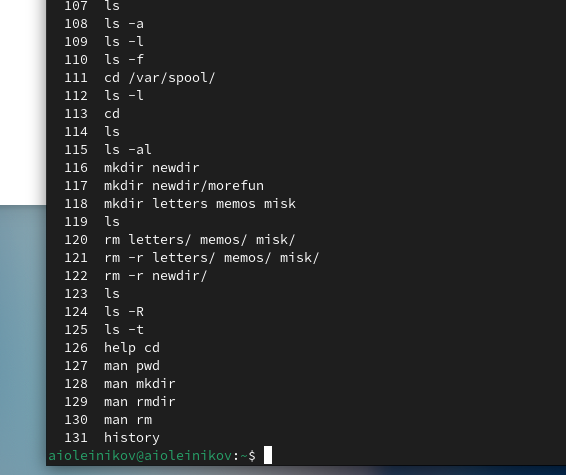 107 ls
108 ls -a
109 ls -l
110 ls -f
111 cd /var/spool/
112 ls -l
113 cd
114 ls
115 ls -al
116 mkdir newdir
117 mkdir newdir/morefun
118 mkdir letters memos misk
119 ls
120 rm letters/ memos/ misk/
121 rm -r letters/ memos/ misk/
122 rm -r newdir/
123 ls
124 ls -R
125 ls -t
126 help cd
127 man pwd
128 man mkdir
129 man rmdir
130 man rm
131 history
aioleinikov@aioleinikov:~$